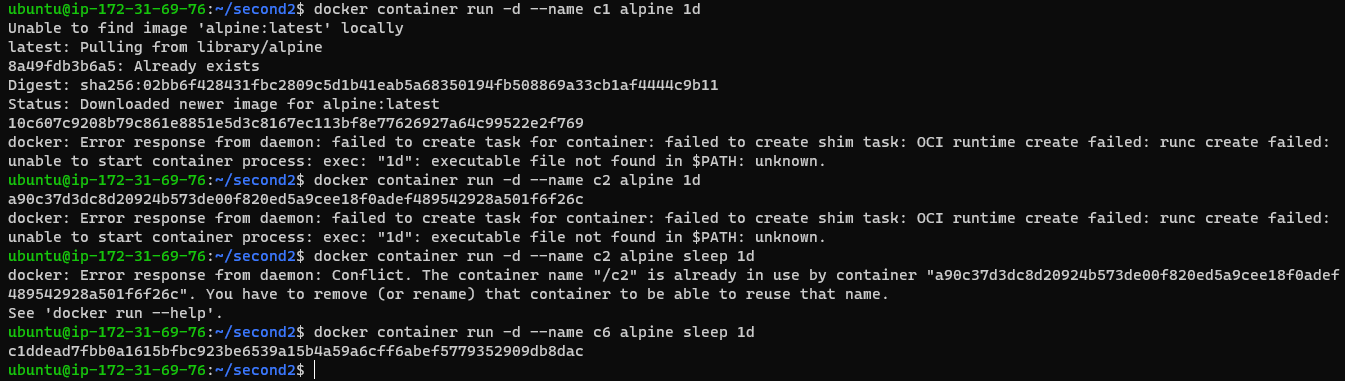 ubuntu@ip-172-31-69-76:~/second2$ docker container run -d --name c1 alpine 1d
Unable to find image 'alpine:latest' locally
latest: Pulling from library/alpine
8a49fdb3b6a5: Already exists
Digest: sha256:02bb6f428431fbc2809c5d1b41eab5a68350194fb508869a33cb1af4444c9b11
Status: Downloaded newer image for alpine:latest
10c607c9208b79c861e8851e5d3c8167ec113bf8e77626927a64c99522e2f769
docker: Error response from daemon: failed to create task for container: failed to create shim task: OCI runtime create failed: runc create failed:
unable to start container process: exec: "1d": executable file not found in $PATH: unknown.
ubuntu@ip-172-31-69-76:~/second2$ docker container run -d --name c2 alpine 1d
a90c37d3dc8d20924b573de00f820ed5a9cee18f0adef489542928a501f6f26c
docker: Error response from daemon: failed to create task for container: failed to create shim task: OCI runtime create failed: runc create failed:
unable to start container process: exec: "1d": executable file not found in $PATH: unknown.
ubuntu@ip-172-31-69-76:~/second2$ docker container run -d --name c2 alpine sleep 1d
docker: Error response from daemon: Conflict. The container name "/c2" is already in use by container "a90c37d3dc8d20924b573de00f820ed5a9cee18f0adef
489542928a501f6f26c". You have to remove (or rename) that container to be able to reuse that name.
See 'docker run --help'.
ubuntu@ip-172-31-69-76:~/second2$ docker container run -d --name c6 alpine sleep 1d
c1ddead7fbb0a1615bfbc923be6539a15b4a59a6cff6abef5779352909db8dac
ubuntu@ip-172-31-69-76:~/second2$